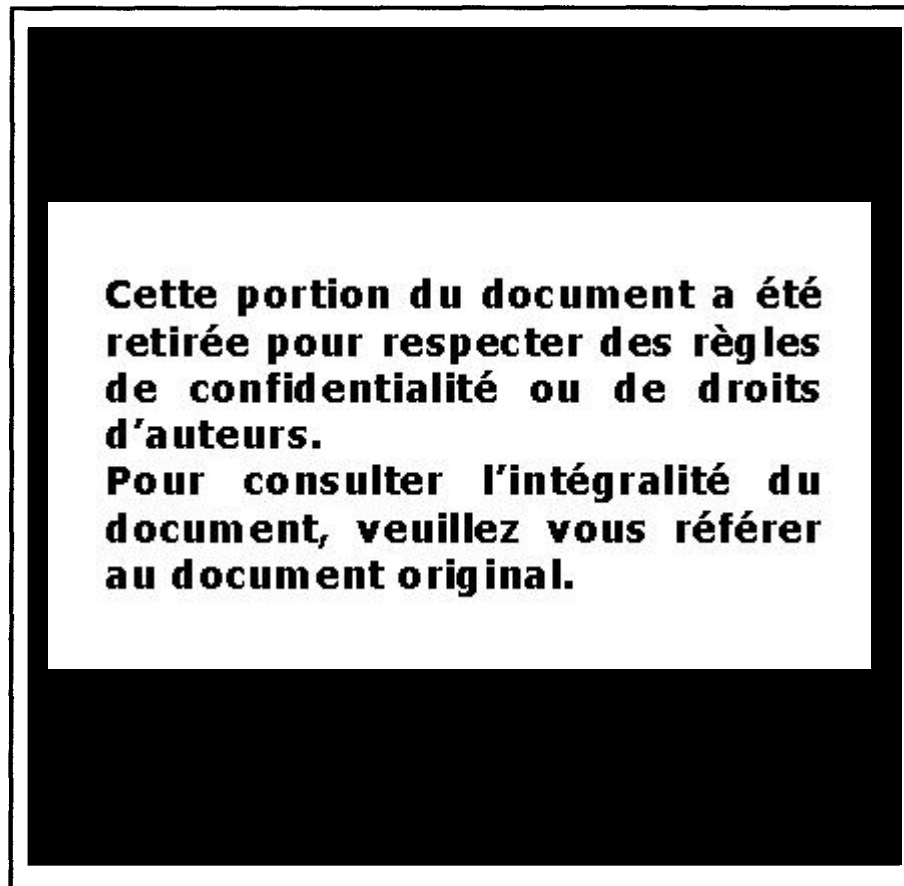 Cette portion du document a été
retirée pour respecter des règles
de confidentialité ou de droits
d'auteurs.
Pour consulter l'intégralité du
document, veuillez vous référer
au document original.